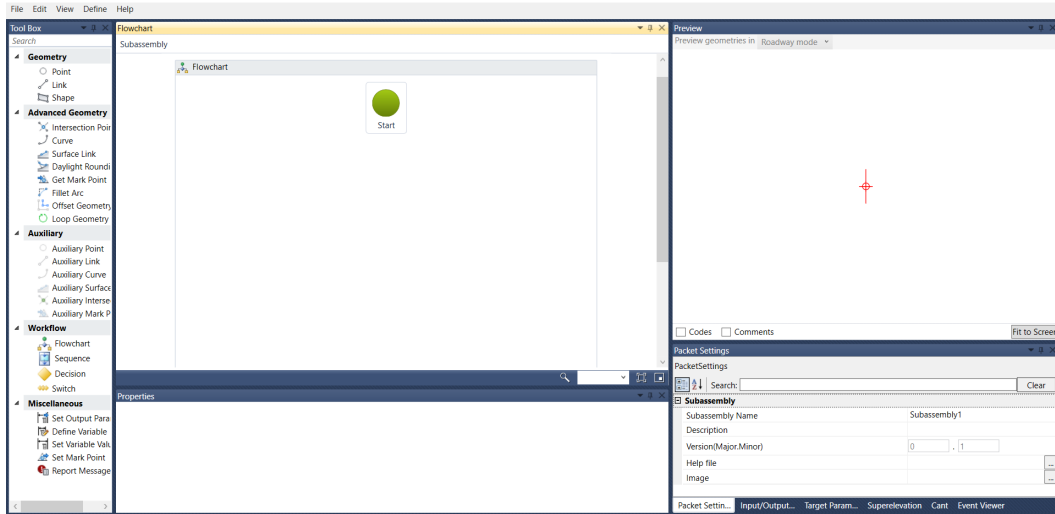 File Edit View Define Help
Tool Box
Search
Geometry
Point
Link
Shape
Advanced Geometry
Intersection Poir
Curve
Surface Link
Daylight Roundi
Get Mark Point
Fillet Arc
Offset Geometry
Loop Geometry
Auxiliary
Auxiliary Point
Auxiliary Link
Auxiliary Curve
Auxiliary Surface
Auxiliary Interse
Auxiliary Mark P
Workflow
Flowchart
Sequence
Decision
Switch
Miscellaneous
Set Output Para
Define Variable
Set Variable Valu
Set Mark Point
Report Message
Flowchart
Subassembly
Flowchart
Start
Properties
Preview
Preview geometries in Roadway mode
Codes Comments Fit to Screen
Packet Settings
PacketSettings
Search: Clear
Subassembly
Subassembly Name Subassembly1
Description
Version(Major.Minor) 0 . 1
Help file ...
Image ...
Packet Settin... Input/Output... Target Param... Superelevation Cant Event Viewer